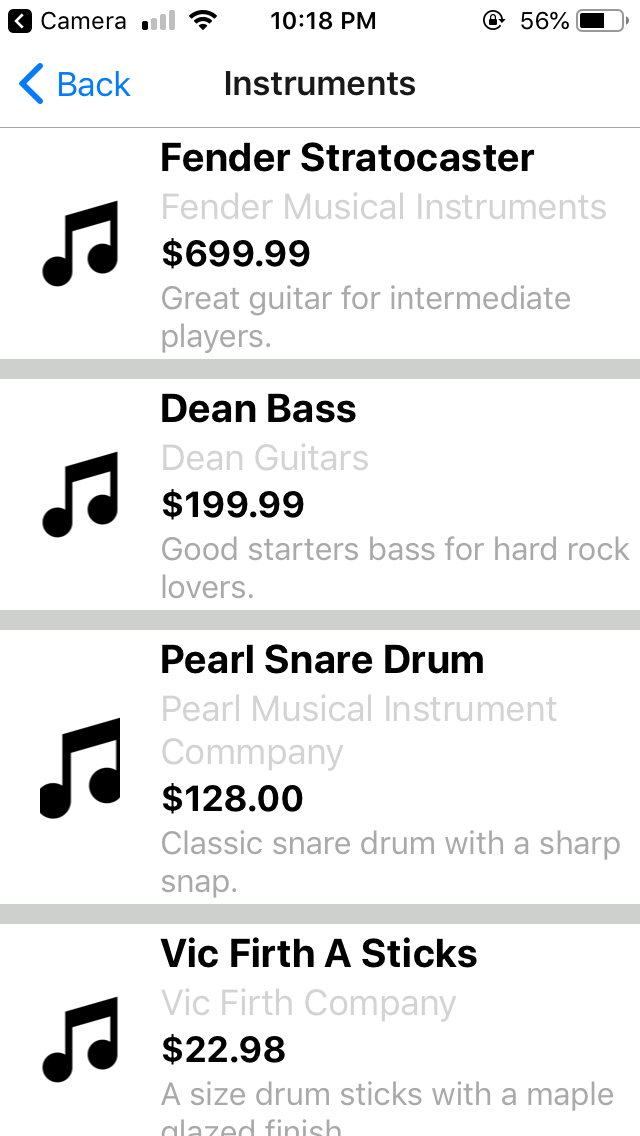 Camera 10:18 PM 56%
Back Instruments
Fender Stratocaster
Fender Musical Instruments
$699.99
Great guitar for intermediate
players.
Dean Bass
Dean Guitars
$199.99
Good starters bass for hard rock
lovers.
Pearl Snare Drum
Pearl Musical Instrument
Commpany
$128.00
Classic snare drum with a sharp
snap.
Vic Firth A Sticks
Vic Firth Company
$22.98
A size drum sticks with a maple
glazed finish